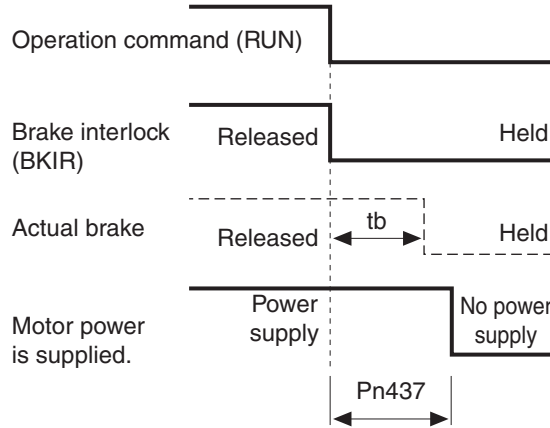 Operation command (RUN)
Brake interlock
(BKIR)
Released
Held
Actual brake
Released
tb
Held
Motor power
is supplied.
Power
supply
No power
supply
Pn437